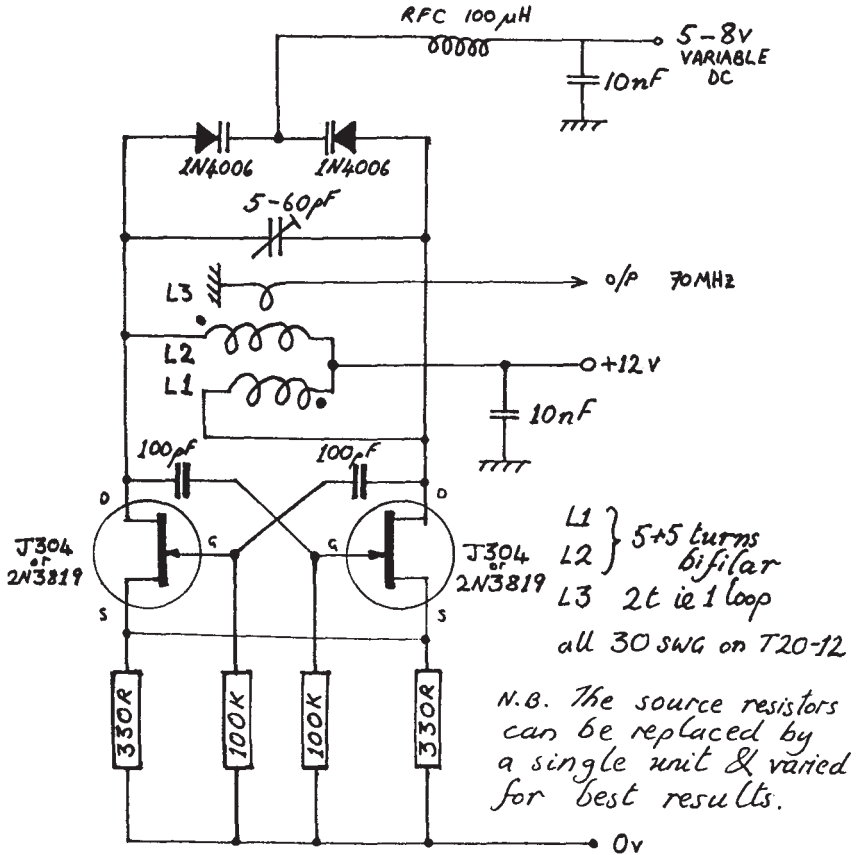 RFC 100µH
5-8v
VARIABLE
DC
10nF
1N4006
1N4006
5-60pF
L3
O/P 70MHz
L2
+12v
L1
10nF
100pF
100pF
D
D
G
G
J304
or
2N3819
J304
or
2N3819
S
S
L1 } 5+5 turns
L2 bifilar
L3 2t ie 1 loop
all 30 SWG on T20-12
330R
100K
100K
330R
N.B. The source resistors
can be replaced by
a single unit & varied
for best results.
0v